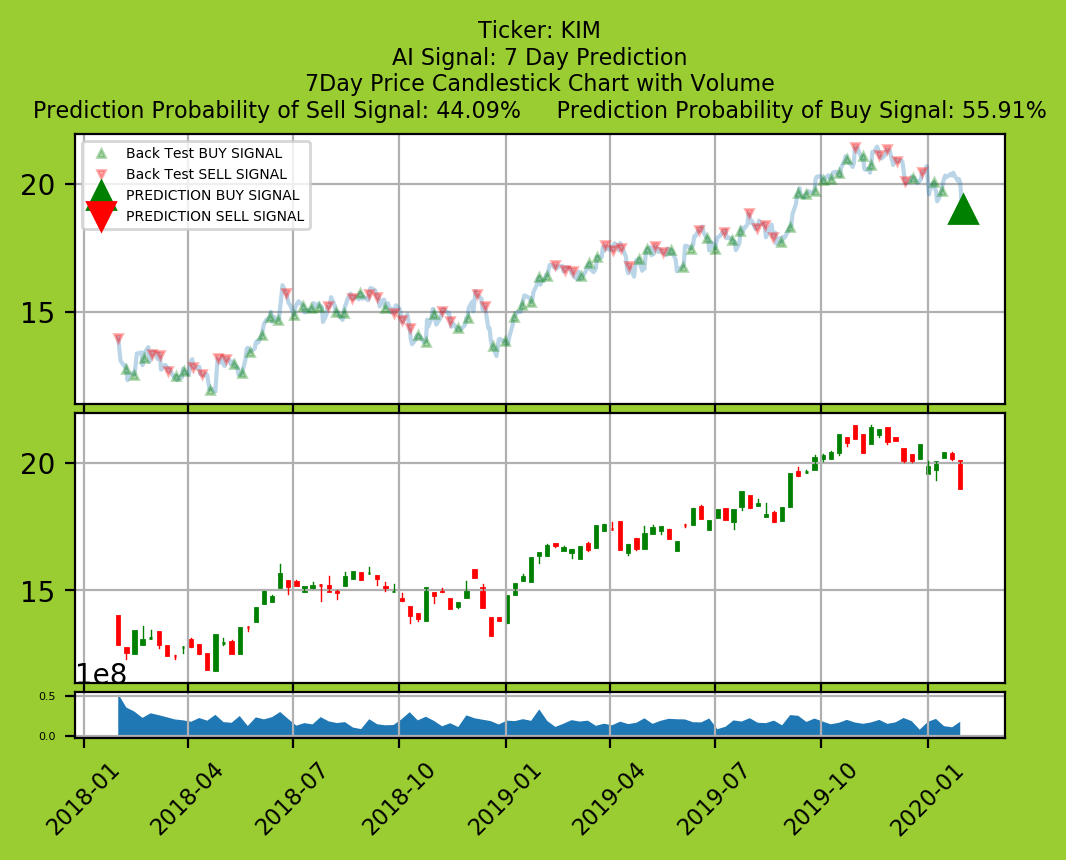 Ticker: KIM
AI Signal: 7 Day Prediction
7Day Price Candlestick Chart with Volume
Prediction Probability of Sell Signal: 44.09%     Prediction Probability of Buy Signal: 55.91%
Back Test BUY SIGNAL
Back Test SELL SIGNAL
PREDICTION BUY SIGNAL
PREDICTION SELL SIGNAL
20
15
20
15
1e8
0.5
0.0
2018-01
2018-04
2018-07
2018-10
2019-01
2019-04
2019-07
2019-10
2020-01